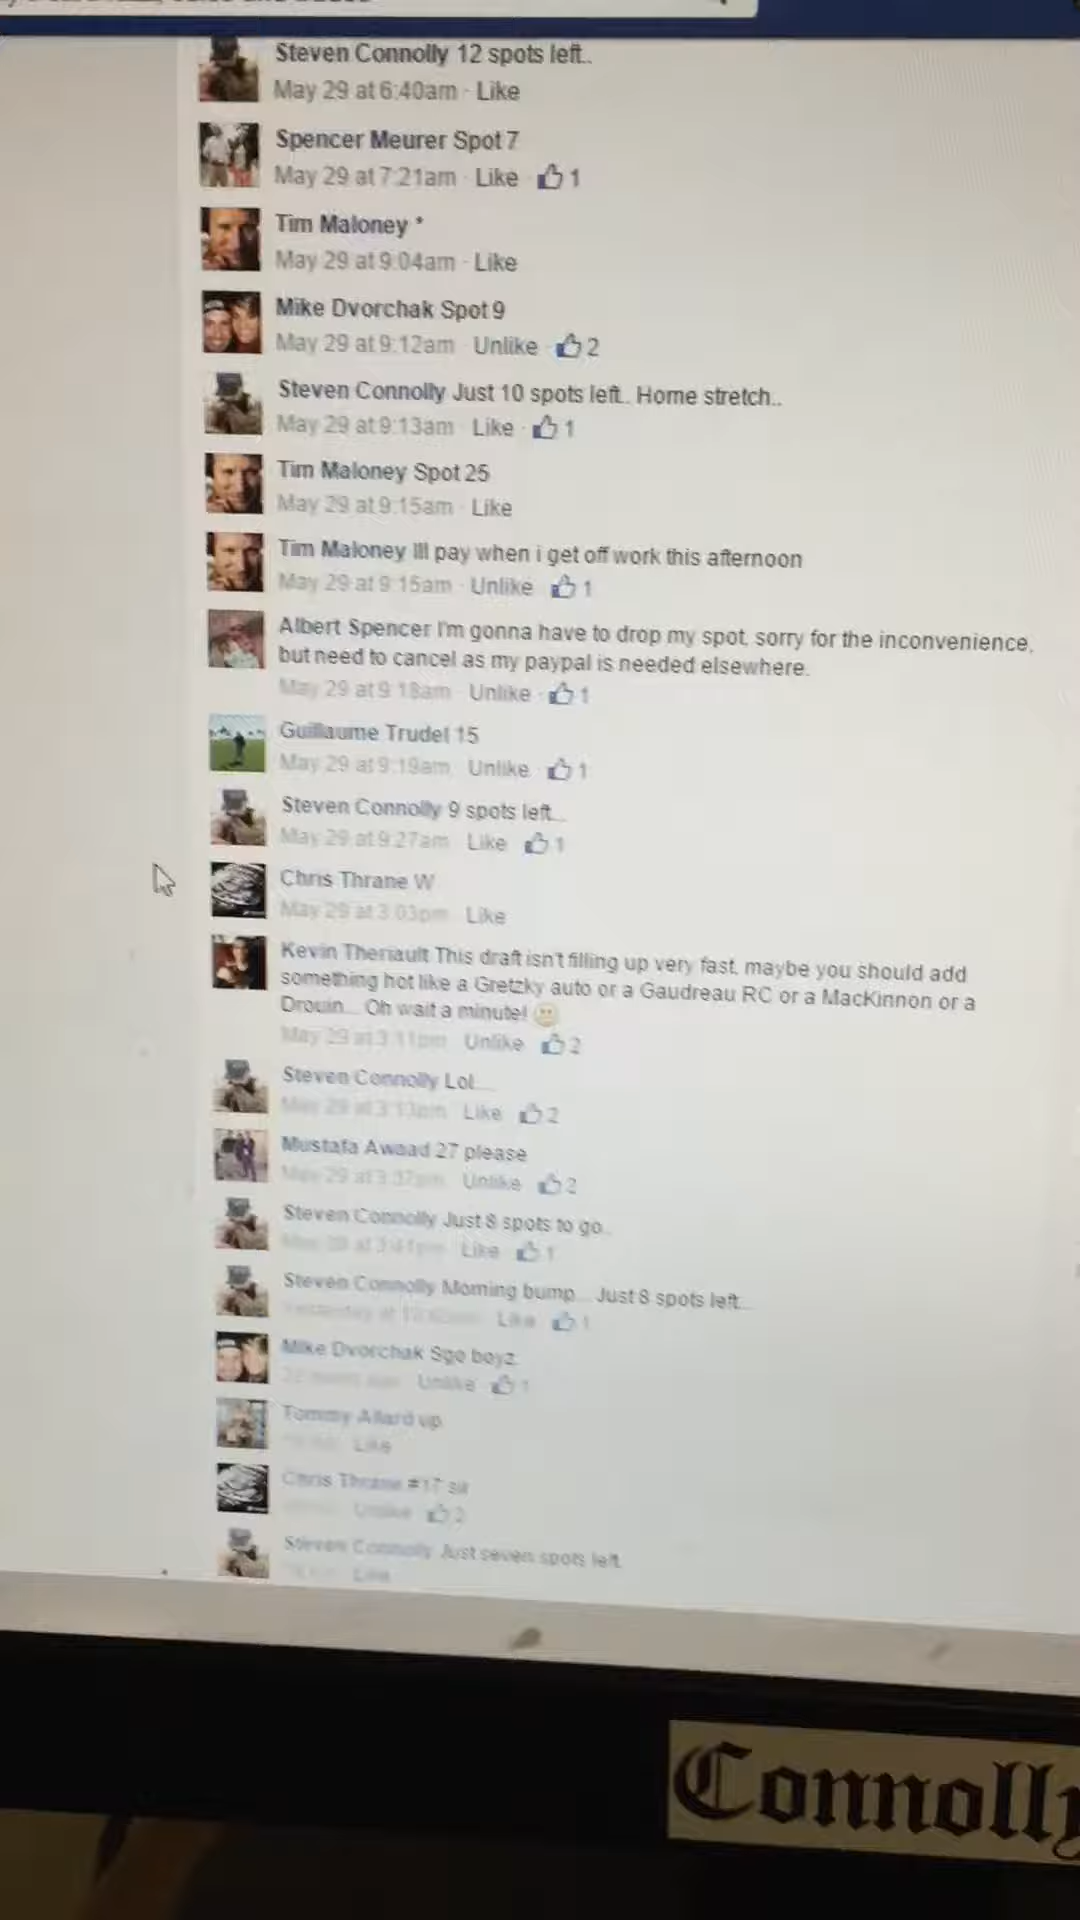 Steven Connolly 12 spots left..
May 29 at 6:40am · Like
Spencer Meurer Spot 7
May 29 at 7:21am · Like · 1
Tim Maloney *
May 29 at 9:04am · Like
Mike Dvorchak Spot 9
May 29 at 9:12am · Unlike · 2
Steven Connolly Just 10 spots left.. Home stretch..
May 29 at 9:13am · Like · 1
Tim Maloney Spot 25
May 29 at 9:15am · Like
Tim Maloney Ill pay when i get off work this afternoon
May 29 at 9:15am · Unlike · 1
Albert Spencer I'm gonna have to drop my spot, sorry for the inconvenience,
but need to cancel as my paypal is needed elsewhere.
May 29 at 9:18am · Unlike · 1
Guillaume Trudel 15
May 29 at 9:19am · Unlike · 1
Steven Connolly 9 spots left...
May 29 at 9:27am · Like · 1
Chris Thrane W
May 29 at 3:03pm · Like
Kevin Theriault This draft isn't filling up very fast, maybe you should add
something hot like a Gretzky auto or a Gaudreau RC or a MacKinnon or a
Drouin... Oh wait a minute!
May 29 at 3:11pm · Unlike · 2
Steven Connolly Lol....
May 29 at 3:13pm · Like · 2
Mustafa Awaad 27 please
May 29 at 3:37pm · Unlike · 2
Steven Connolly Just 8 spots to go..
May 29 at 3:41pm · Like · 1
Steven Connolly Morning bump... Just 8 spots left...
Yesterday at Like · 1
Mike Dvorchak Sgo boyz
Unlike · 1
Tommy Allard up
Like
Chris Thrane #17 sir
Unlike · 2
Steven Connolly Just seven spots left
Like
Connolly